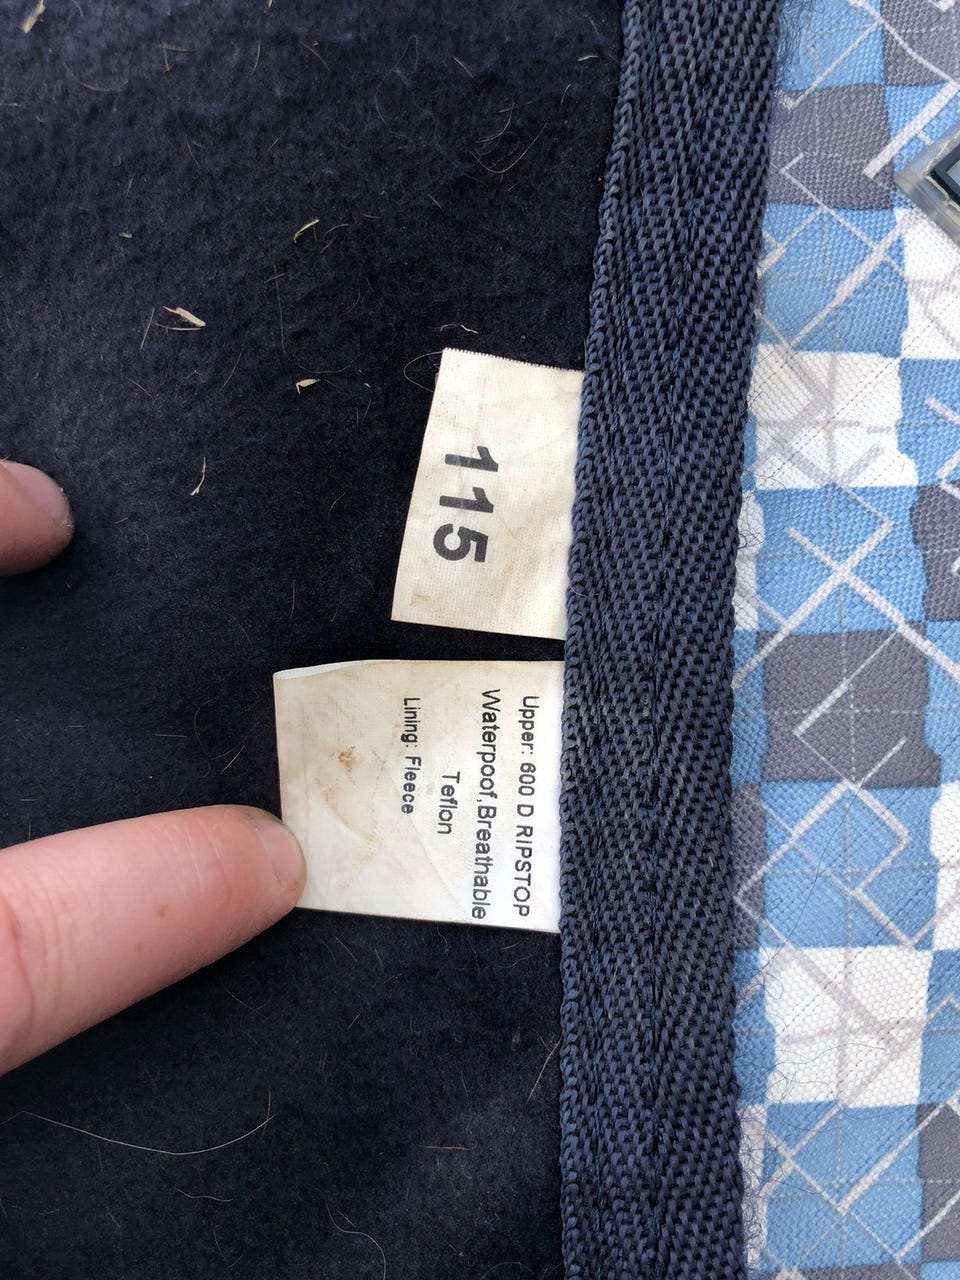 115
Upper: 600 D RIPSTOP
Waterpoof,Breathable
Teflon
Lining: Fleece